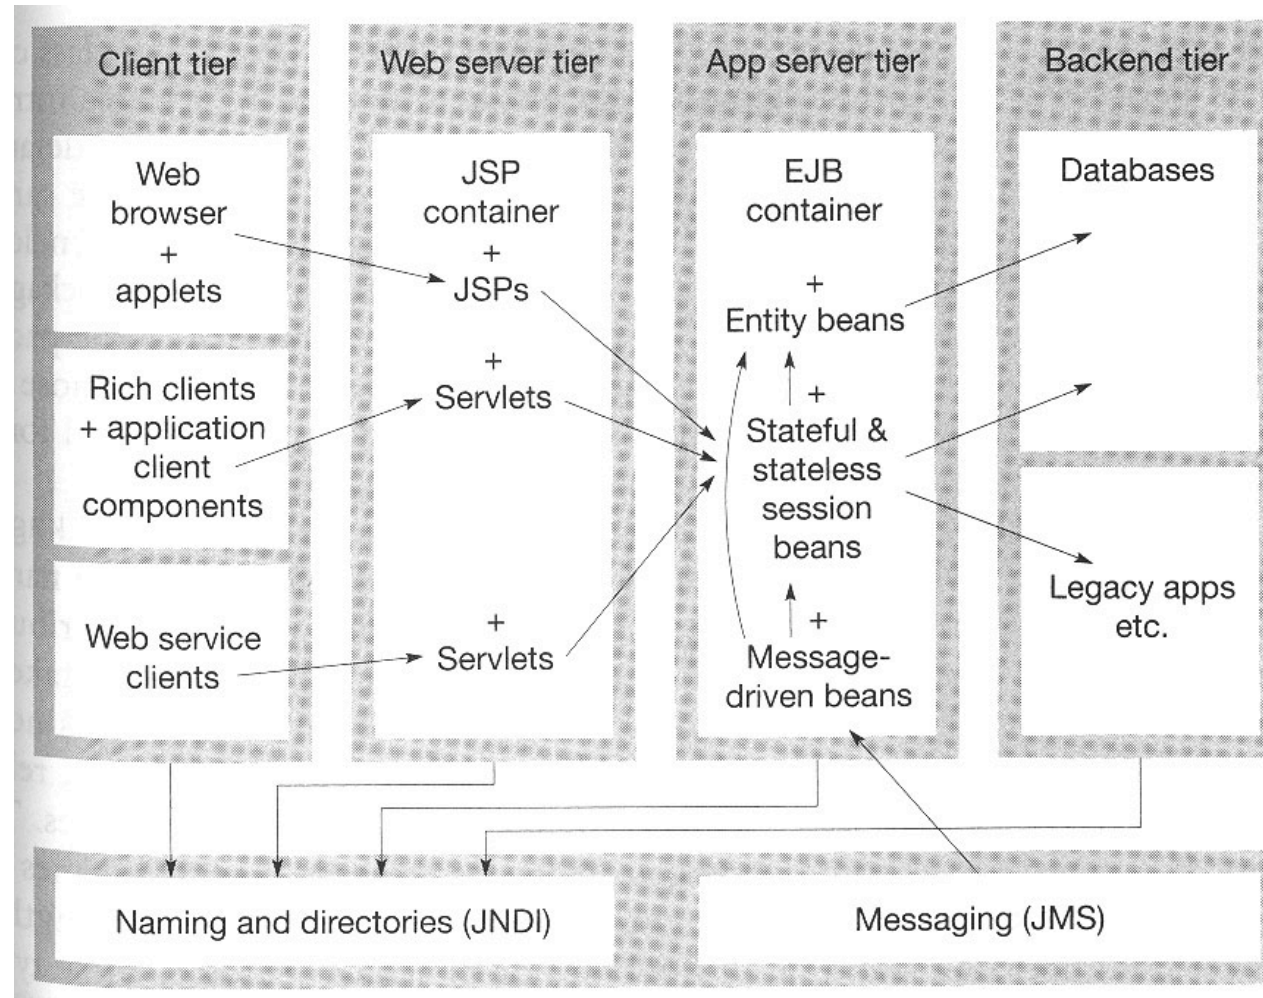 Client tier
Web server tier
App server tier
Backend tier
Web
browser
+
applets
Rich clients
+ application
client
components
Web service
clients
JSP
container
+
JSPs
+
Servlets
+
Servlets
EJB
container
+
Entity beans
+
Stateful &
stateless
session
beans
+
Message-
driven beans
Databases
Legacy apps
etc.
Naming and directories (JNDI)
Messaging (JMS)